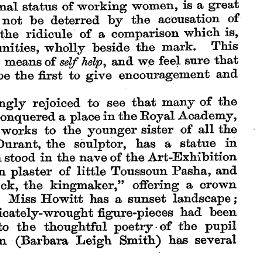 nal status of working women, is a great
not be deterred by the accusation of
the ridicule of a comparison which is,
unities, wholly beside the mark. This
means of self help, and we feel sure that
be the first to give encouragement and
ngly rejoiced to see that many of the
onquered a place in the Royal Academy,
works to the younger sister of all the
Durant, the sculptor, has a statue in
stood in the nave of the Art-Exhibition
n plaster of little Toussoun Pasha, and
ck, the kingmaker," offering a crown
Miss Howitt has a sunset landscape;
icately-wrought figure-pieces had been
to the thoughtful poetry of the pupil
n (Barbara Leigh Smith) has several